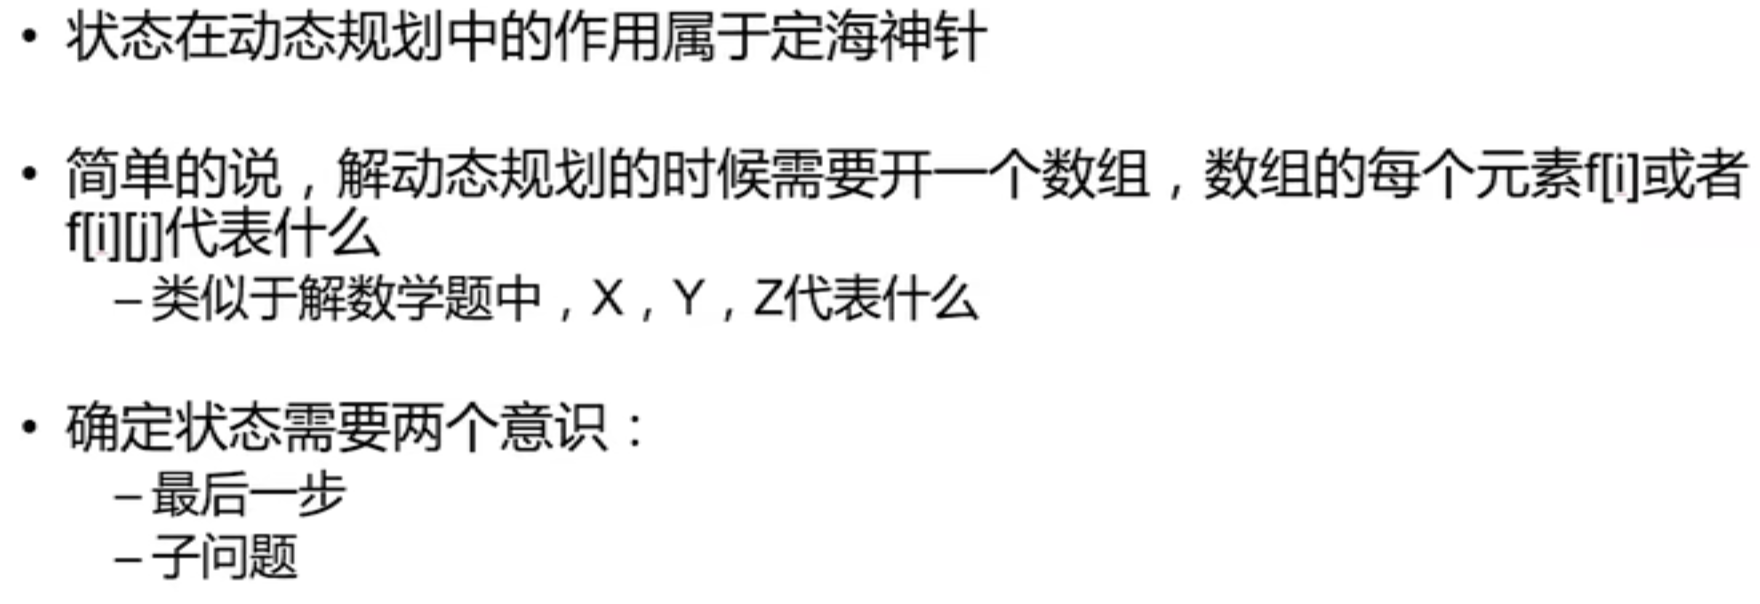 • 状态在动态规划中的作用属于定海神针
• 简单的说，解动态规划的时候需要开一个数组，数组的每个元素f[i]或者
f[i][j]代表什么
– 类似于解数学题中，X，Y，Z代表什么
• 确定状态需要两个意识：
– 最后一步
– 子问题